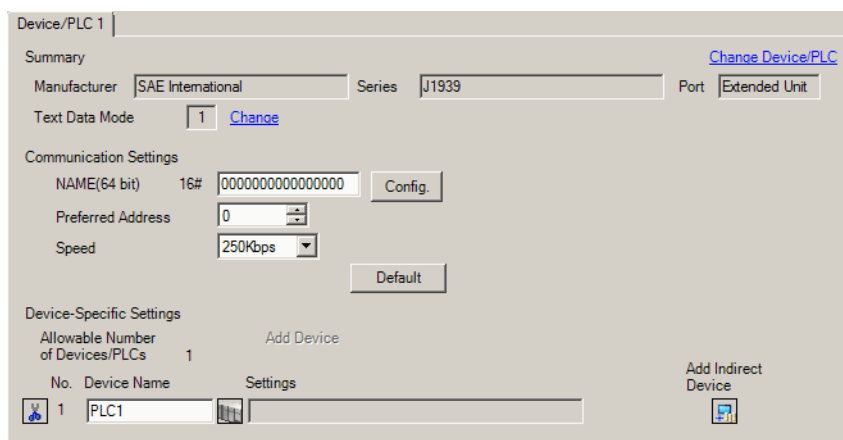 Device/PLC 1
Summary Change Device/PLC
Manufacturer SAE International Series J1939 Port Extended Unit
Text Data Mode 1 Change
Communication Settings
NAME(64 bit) 16# 0000000000000000 Config.
Preferred Address 0
Speed 250Kbps
Default
Device-Specific Settings
Allowable Number Add Device
of Devices/PLCs 1
Add Indirect
No. Device Name Settings Device
1 PLC1